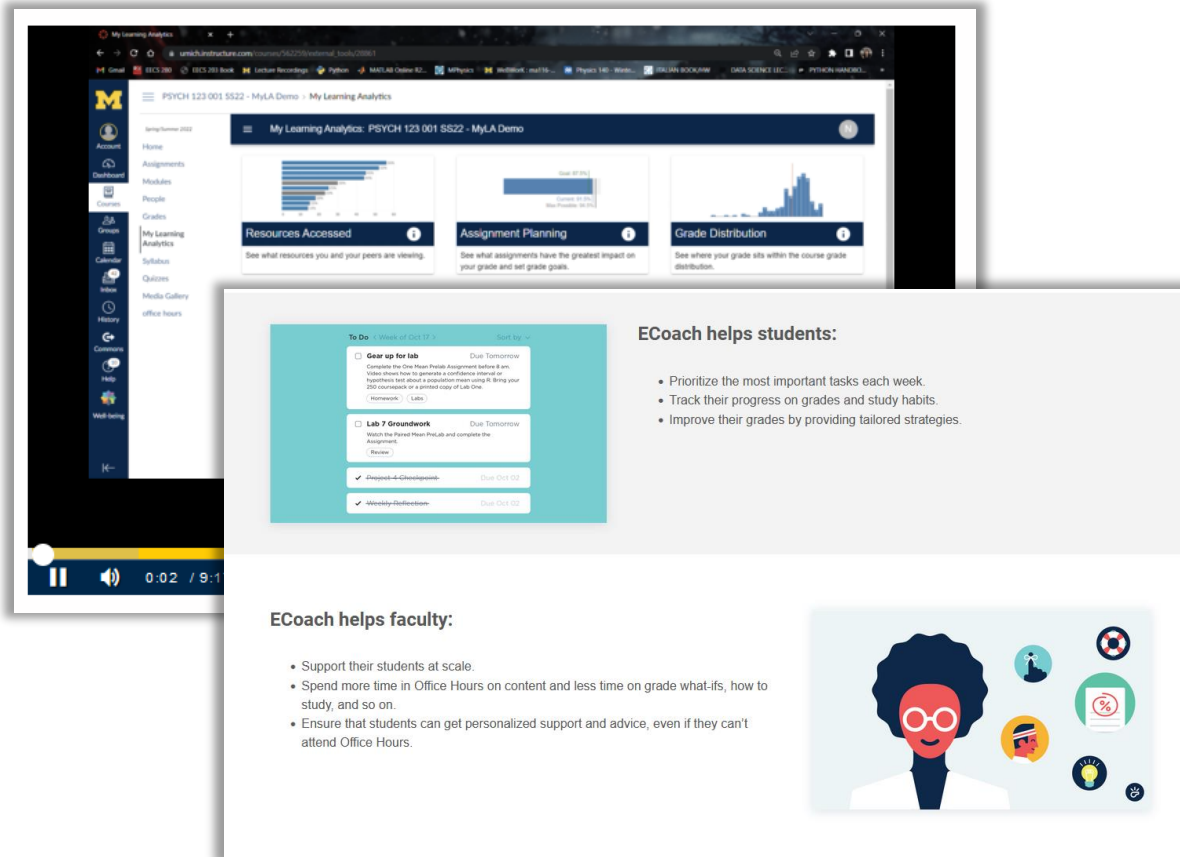 My Learning Analytics
umich.instructure.com/courses/562259/external_tools/20861
Gmail
EECS 280
EECS 203 Book
Lecture Recordings
Python
MATLAB Online R2...
MPhysics
Physics 140 - Winte...
ITALIAN BOOK/HW
DATA SCIENCE LEC...
PYTHON HANDBO...
PSYCH 123 001 SS22 - MyLA Demo > My Learning Analytics
Account
Dashboard
Courses
Groups
Calendar
Inbox
History
Commons
Help
Well-being
Spring/Summer 2022
Home
Assignments
Modules
People
Grades
My Learning
Analytics
Syllabus
Quizzes
Media Gallery
office hours
My Learning Analytics: PSYCH 123 001 SS22 - MyLA Demo
N
Resources Accessed
See what resources you and your peers are viewing.
Assignment Planning
See what assignments have the greatest impact on
your grade and set grade goals.
Grade Distribution
See where your grade sits within the course grade
distribution.
0:02 / 9:1
To Do < Week of Oct 17 > Sort by
Gear up for lab Due Tomorrow
Complete the One Mean Prelab Assignment before 8 am.
Video shows how to generate a confidence interval or
hypothesis test about a population mean using R. Bring your
250 coursepack or a printed copy of Lab One.
Homework Labs
Lab 7 Groundwork Due Tomorrow
Watch the Paired Mean PreLab and complete the
Assignment.
Review
Project 4 Checkpoint Due Oct 02
Weekly Reflection Due Oct 02
ECoach helps students:
• Prioritize the most important tasks each week.
• Track their progress on grades and study habits.
• Improve their grades by providing tailored strategies.
ECoach helps faculty:
• Support their students at scale.
• Spend more time in Office Hours on content and less time on grade what-ifs, how to
study, and so on.
• Ensure that students can get personalized support and advice, even if they can't
attend Office Hours.
%